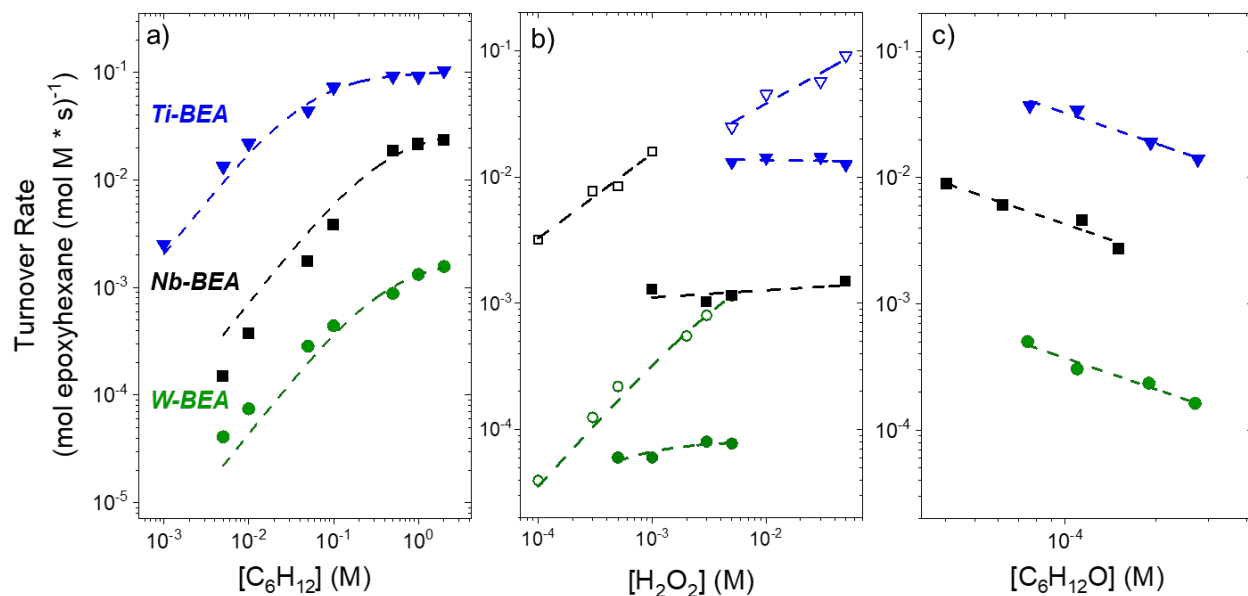 Turnover Rate
(mol epoxyhexane (mol M * s)⁻¹
a)
10⁻¹
10⁻²
10⁻³
10⁻⁴
10⁻⁵
Ti-BEA
Nb-BEA
W-BEA
10⁻³ 10⁻² 10⁻¹ 10⁰
[C₆H₁₂] (M)
b)
10⁻¹
10⁻²
10⁻³
10⁻⁴
10⁻⁴ 10⁻³ 10⁻²
[H₂O₂] (M)
c)
10⁻¹
10⁻²
10⁻³
10⁻⁴
10⁻⁴
[C₆H₁₂O] (M)